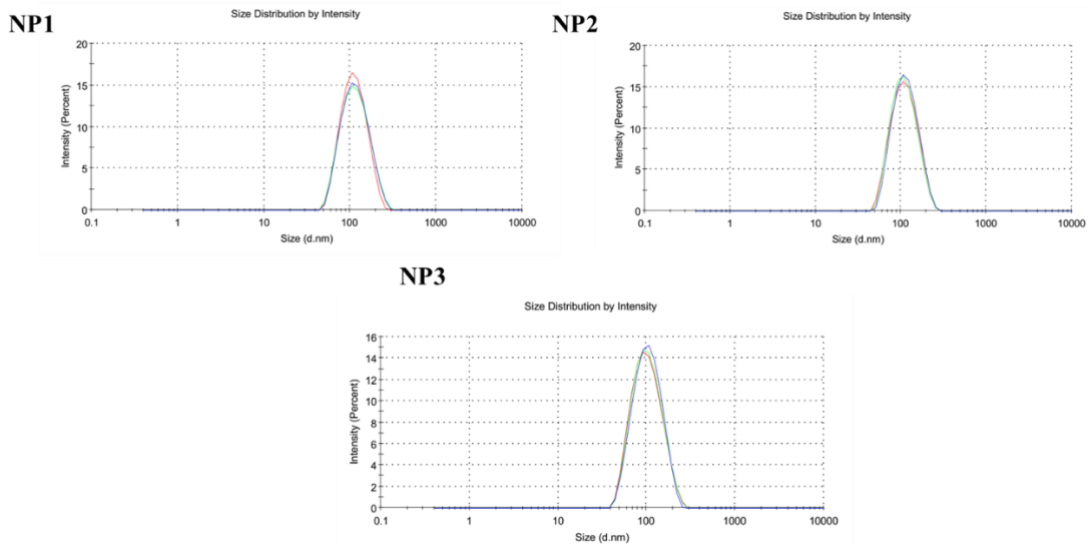 NP1
Size Distribution by Intensity
Intensity (Percent)
20
15
10
5
0
0.1 1 10 100 1000 10000
Size (d.nm)
NP2
Size Distribution by Intensity
Intensity (Percent)
20
15
10
5
0
0.1 1 10 100 1000 10000
Size (d.nm)
NP3
Size Distribution by Intensity
Intensity (Percent)
16
14
12
10
8
6
4
2
0
0.1 1 10 100 1000 10000
Size (d.nm)